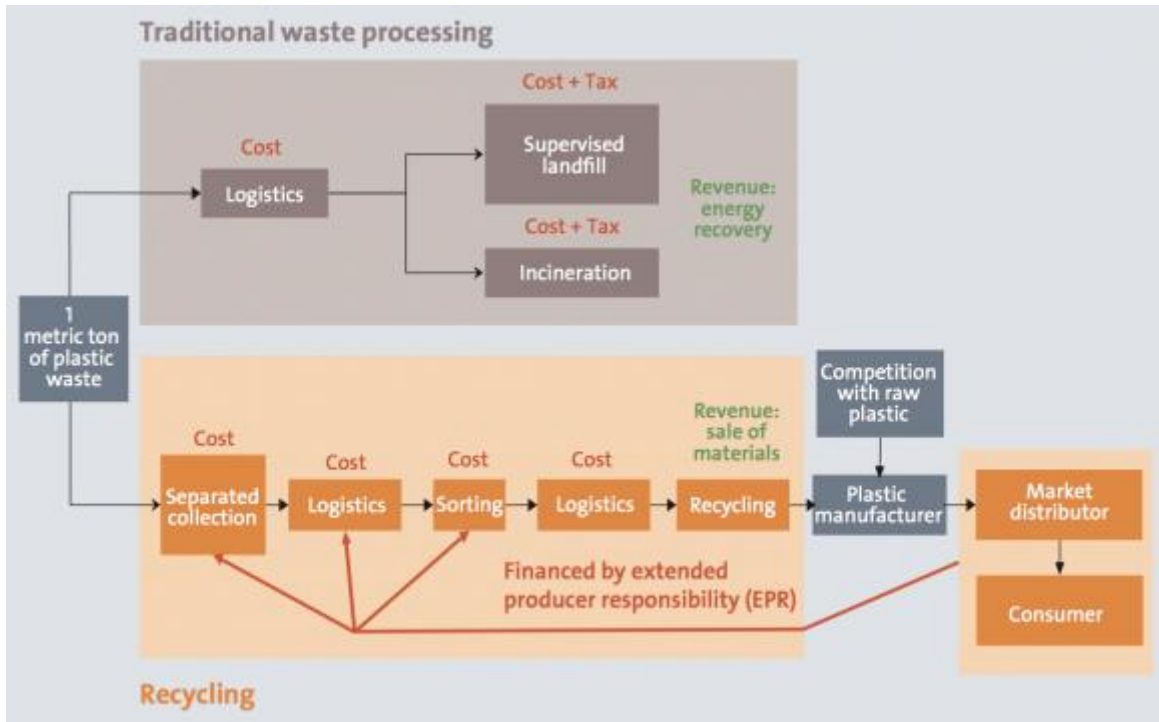 Traditional waste processing
Cost + Tax
Supervised
landfill
Cost
Logistics
Revenue:
energy
recovery
Cost + Tax
Incineration
1
metric ton
of plastic
waste
Competition
with raw
plastic
Revenue:
sale of
materials
Cost
Separated
collection
Cost
Logistics
Cost
Sorting
Cost
Logistics
Recycling
Plastic
manufacturer
Market
distributor
Financed by extended
producer responsibility (EPR)
Consumer
Recycling